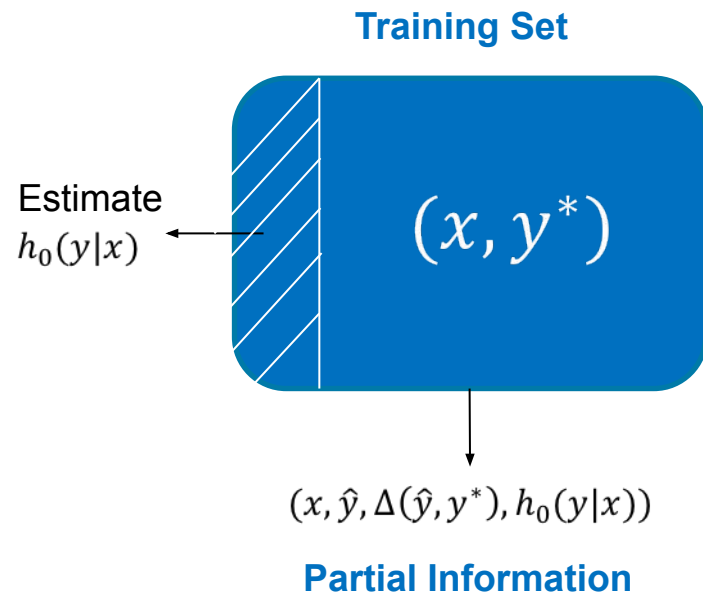 Training Set
Estimate
h₀(y|x)
(x, y*)
(x, ŷ, Δ(ŷ, y*), h₀(y|x))
Partial Information